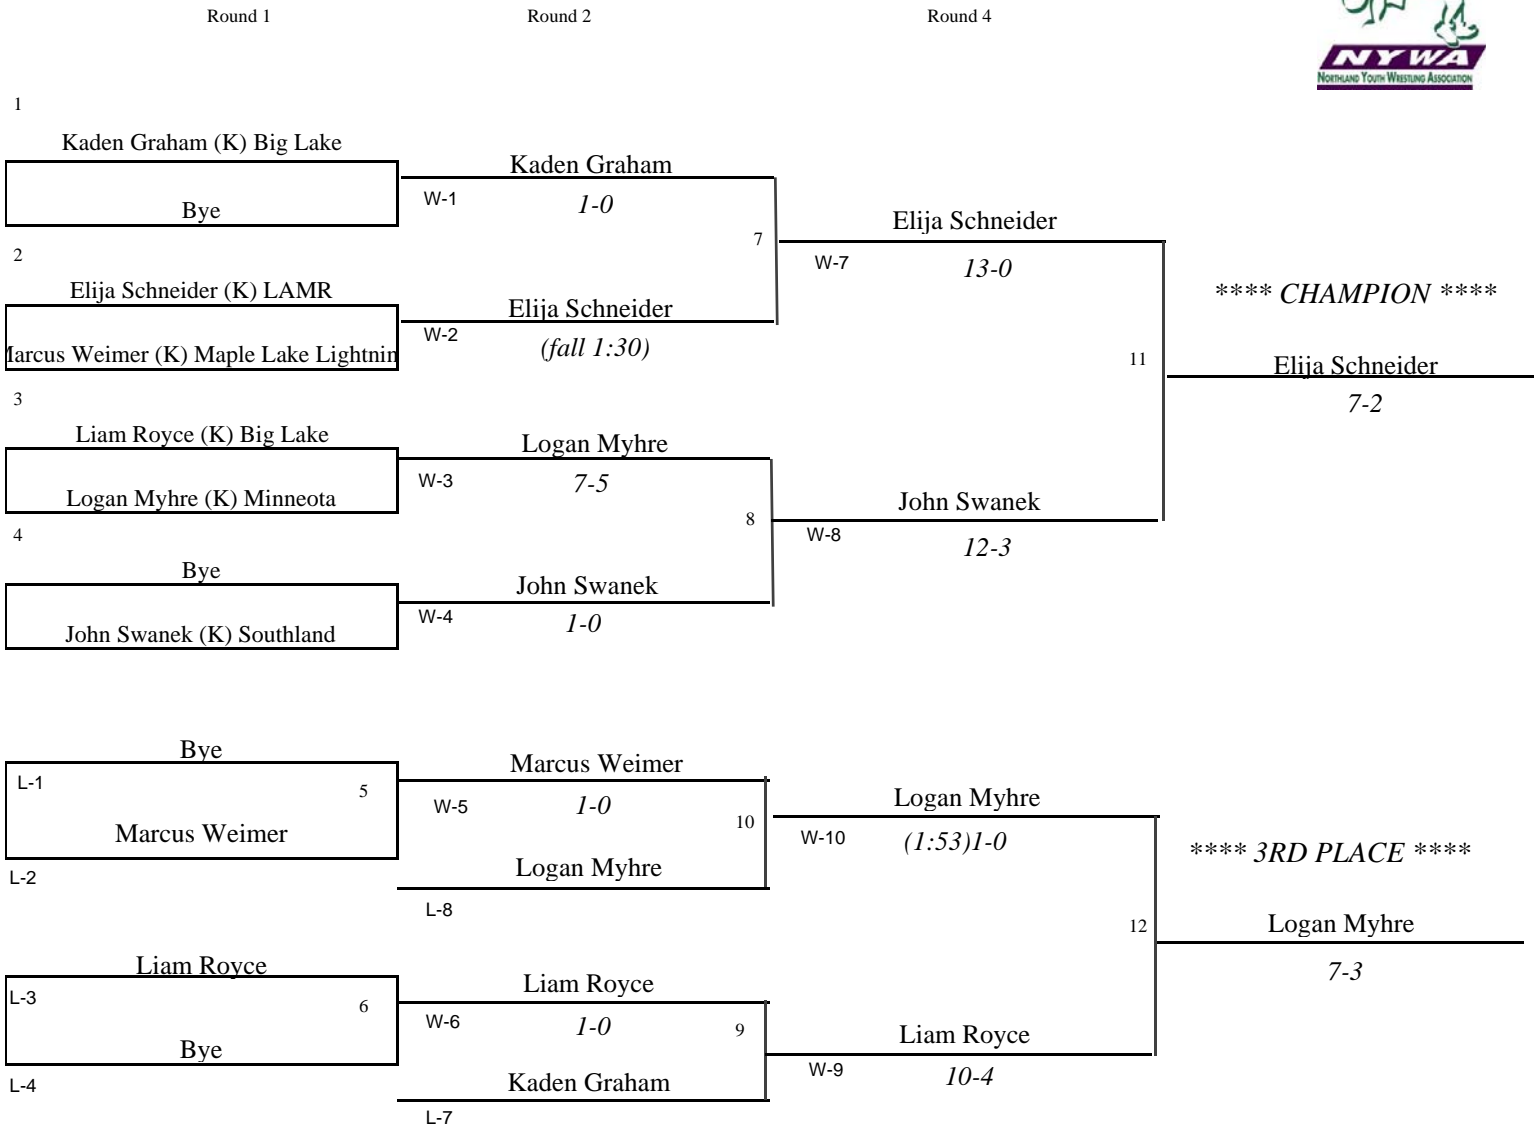 Round 1 Round 2 Round 4
NYWA
NORTHLAND YOUTH WRESTLING ASSOCIATION
1
Kaden Graham (K) Big Lake
Bye
W-1
Kaden Graham
1-0
2
Elija Schneider (K) LAMR
Marcus Weimer (K) Maple Lake Lightnin
W-2
Elija Schneider
(fall 1:30)
7
W-7
Elija Schneider
13-0
3
Liam Royce (K) Big Lake
Logan Myhre (K) Minneota
W-3
Logan Myhre
7-5
4
Bye
John Swanek (K) Southland
W-4
John Swanek
1-0
8
W-8
John Swanek
12-3
11
**** CHAMPION ****
Elija Schneider
7-2
Bye
L-1
5
Marcus Weimer
L-2
Marcus Weimer
W-5
1-0
10
Logan Myhre
L-8
Logan Myhre
W-10
(1:53)1-0
Liam Royce
L-3
6
Bye
L-4
Liam Royce
W-6
1-0
9
Kaden Graham
L-7
Liam Royce
W-9
10-4
12
**** 3RD PLACE ****
Logan Myhre
7-3